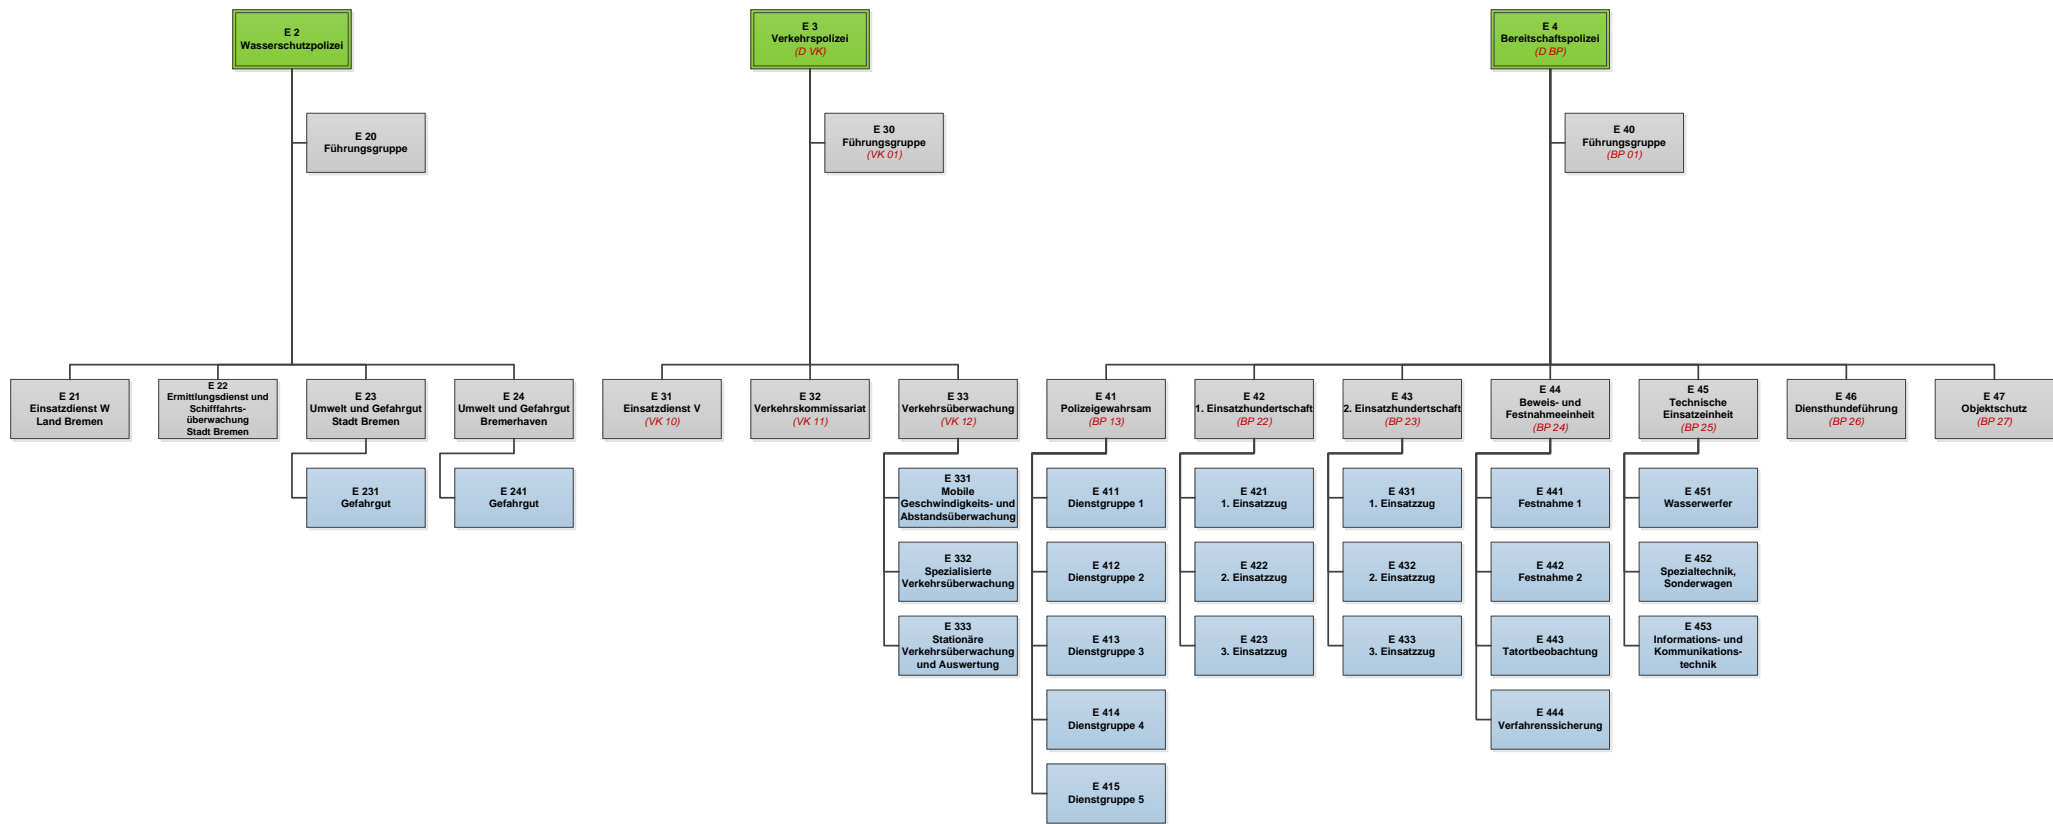 E 2
Wasserschutzpolizei
E 3
Verkehrspolizei
(D VK)
E 4
Bereitschaftspolizei
(D BP)
E 20
Führungsgruppe
E 30
Führungsgruppe
(VK 01)
E 40
Führungsgruppe
(BP 01)
E 21
Einsatzdienst W
Land Bremen
E 22
Ermittlungsdienst und
Schifffahrts-
überwachung
Stadt Bremen
E 23
Umwelt und Gefahrgut
Stadt Bremen
E 24
Umwelt und Gefahrgut
Bremerhaven
E 31
Einsatzdienst V
(VK 10)
E 32
Verkehrskommissariat
(VK 11)
E 33
Verkehrsüberwachung
(VK 12)
E 41
Polizeigewahrsam
(BP 13)
E 42
1. Einsatzhundertschaft
(BP 22)
E 43
2. Einsatzhundertschaft
(BP 23)
E 44
Beweis- und
Festnahmeeinheit
(BP 24)
E 45
Technische
Einsatzeinheit
(BP 25)
E 46
Diensthundeführung
(BP 26)
E 47
Objektschutz
(BP 27)
E 231
Gefahrgut
E 241
Gefahrgut
E 331
Mobile
Geschwindigkeits- und
Abstandsüberwachung
E 411
Dienstgruppe 1
E 421
1. Einsatzzug
E 431
1. Einsatzzug
E 441
Festnahme 1
E 451
Wasserwerfer
E 332
Spezialisierte
Verkehrsüberwachung
E 412
Dienstgruppe 2
E 422
2. Einsatzzug
E 432
2. Einsatzzug
E 442
Festnahme 2
E 452
Spezialtechnik,
Sonderwagen
E 333
Stationäre
Verkehrsüberwachung
und Auswertung
E 413
Dienstgruppe 3
E 423
3. Einsatzzug
E 433
3. Einsatzzug
E 443
Tatortbeobachtung
E 453
Informations- und
Kommunikations-
technik
E 414
Dienstgruppe 4
E 444
Verfahrenssicherung
E 415
Dienstgruppe 5